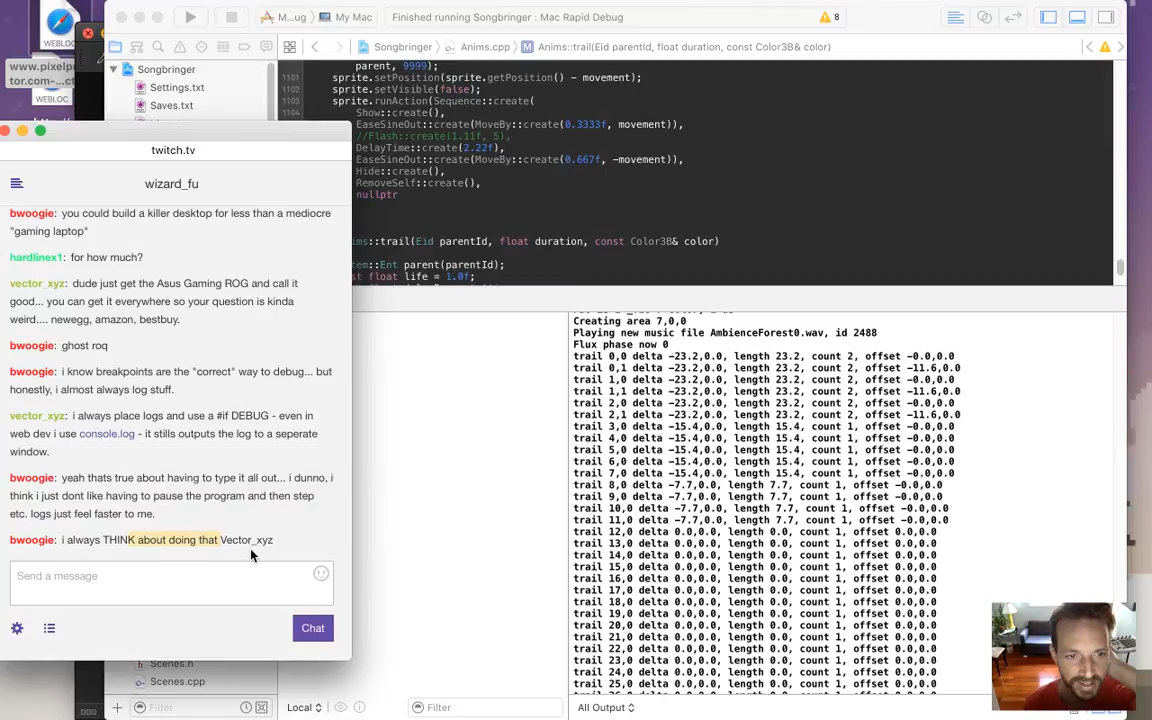 WEBLOC
www.pixelpr
tor.com-...ct
WEBLOC
M...ug
My Mac
Finished running Songbringer : Mac Rapid Debug
8
Songbringer
Anims.cpp
Anims::trail(Eid parentId, float duration, const Color3B& color)
Songbringer
Settings.txt
Saves.txt
parent, 9999);
1101 sprite.setPosition(sprite.getPosition() - movement);
1102 sprite.setVisible(false);
1103 sprite.runAction(Sequence::create(
1104 Show::create(),
EaseSineOut::create(MoveBy::create(0.3333f, movement)),
//Flash::create(1.11f, 5),
DelayTime::create(2.22f),
EaseSineOut::create(MoveBy::create(0.667f, -movement)),
Hide::create(),
RemoveSelf::create(),
nullptr
ims::trail(Eid parentId, float duration, const Color3B& color)
tem::Ent parent(parentId);
st float life = 1.0f;
twitch.tv
wizard_fu
bwoogie: you could build a killer desktop for less than a mediocre
"gaming laptop"
hardlinex1: for how much?
vector_xyz: dude just get the Asus Gaming ROG and call it
good... you can get it everywhere so your question is kinda
weird.... newegg, amazon, bestbuy.
bwoogie: ghost roq
bwoogie: i know breakpoints are the "correct" way to debug... but
honestly, i almost always log stuff.
vector_xyz: i always place logs and use a #if DEBUG - even in
web dev i use console.log - it stills outputs the log to a seperate
window.
bwoogie: yeah thats true about having to type it all out... i dunno, i
think i just dont like having to pause the program and then step
etc. logs just feel faster to me.
bwoogie: i always THINK about doing that Vector_xyz
Send a message
Chat
Scenes.h
Scenes.cpp
Filter
Local
Filter
All Output
Creating area 7,0,0
Playing new music file AmbienceForest0.wav, id 2488
Flux phase now 0
trail 0,0 delta -23.2,0.0, length 23.2, count 2, offset -0.0,0.0
trail 0,1 delta -23.2,0.0, length 23.2, count 2, offset -11.6,0.0
trail 1,0 delta -23.2,0.0, length 23.2, count 2, offset -0.0,0.0
trail 1,1 delta -23.2,0.0, length 23.2, count 2, offset -11.6,0.0
trail 2,0 delta -23.2,0.0, length 23.2, count 2, offset -0.0,0.0
trail 2,1 delta -23.2,0.0, length 23.2, count 2, offset -11.6,0.0
trail 3,0 delta -15.4,0.0, length 15.4, count 1, offset -0.0,0.0
trail 4,0 delta -15.4,0.0, length 15.4, count 1, offset -0.0,0.0
trail 5,0 delta -15.4,0.0, length 15.4, count 1, offset -0.0,0.0
trail 6,0 delta -15.4,0.0, length 15.4, count 1, offset -0.0,0.0
trail 7,0 delta -15.4,0.0, length 15.4, count 1, offset -0.0,0.0
trail 8,0 delta -7.7,0.0, length 7.7, count 1, offset -0.0,0.0
trail 9,0 delta -7.7,0.0, length 7.7, count 1, offset -0.0,0.0
trail 10,0 delta -7.7,0.0, length 7.7, count 1, offset -0.0,0.0
trail 11,0 delta -7.7,0.0, length 7.7, count 1, offset -0.0,0.0
trail 12,0 delta 0.0,0.0, length 0.0, count 1, offset 0.0,0.0
trail 13,0 delta 0.0,0.0, length 0.0, count 1, offset 0.0,0.0
trail 14,0 delta 0.0,0.0, length 0.0, count 1, offset 0.0,0.0
trail 15,0 delta 0.0,0.0, length 0.0, count 1, offset 0.0,0.0
trail 16,0 delta 0.0,0.0, length 0.0, count 1, offset 0.0,0.0
trail 17,0 delta 0.0,0.0, length 0.0, count 1, offset 0.0,0.0
trail 18,0 delta 0.0,0.0, length 0.0, count 1, offset 0.0,0.0
trail 19,0 delta 0.0,0.0, length 0.0, count 1, offset 0.0,0.0
trail 20,0 delta 0.0,0.0, length 0.0, count 1, offset 0.0,0.0
trail 21,0 delta 0.0,0.0, length 0.0, count 1, offset 0.0,0.0
trail 22,0 delta 0.0,0.0, length 0.0, count 1, offset 0.0,0.0
trail 23,0 delta 0.0,0.0, length 0.0, count 1, offset 0.0,0.0
trail 24,0 delta 0.0,0.0, length 0.0, count 1, offset 0.0,0.0
trail 25,0 delta 0.0,0.0, length 0.0, count 1, offset 0.0,0.0